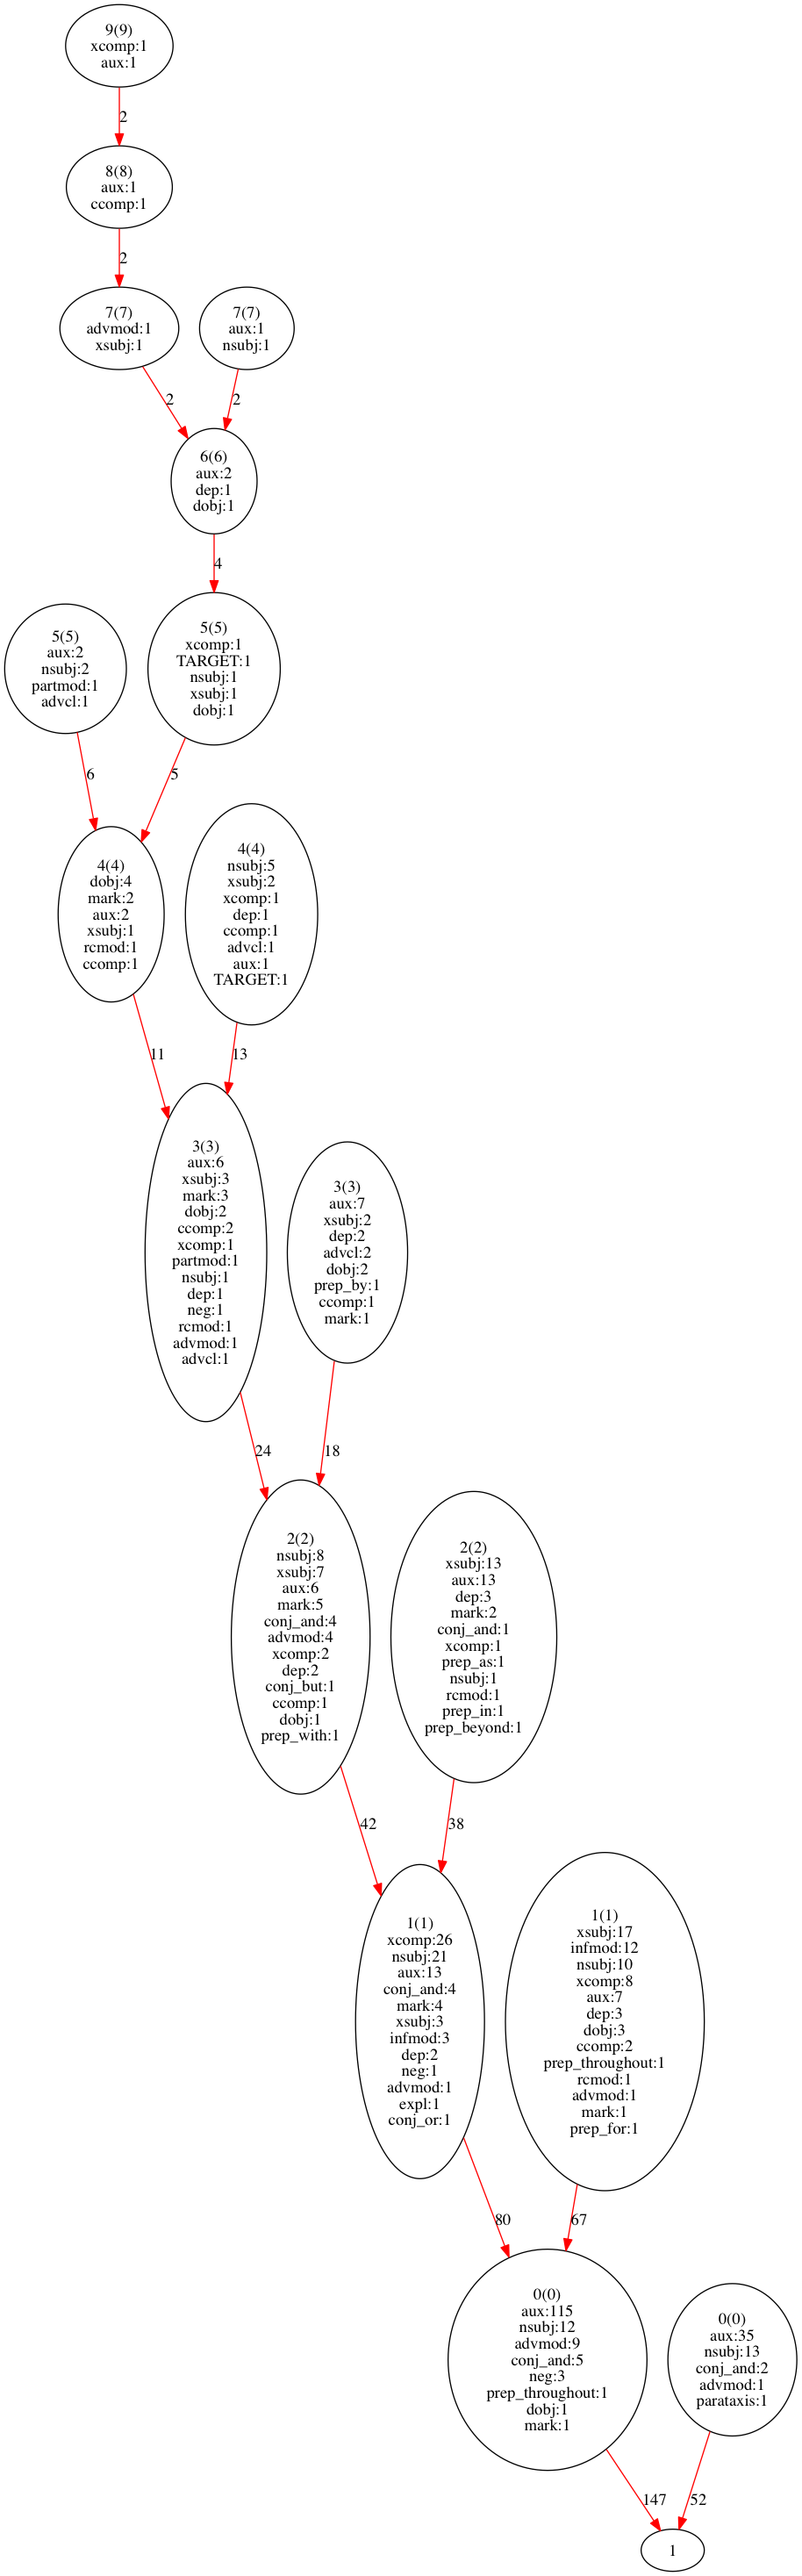 9(9)
xcomp:1
aux:1
2
8(8)
aux:1
ccomp:1
2
7(7)
advmod:1
xsubj:1
7(7)
aux:1
nsubj:1
2
2
6(6)
aux:2
dep:1
dobj:1
4
5(5)
aux:2
nsubj:2
partmod:1
advcl:1
5(5)
xcomp:1
TARGET:1
nsubj:1
xsubj:1
dobj:1
6
5
4(4)
dobj:4
mark:2
aux:2
xsubj:1
rcmod:1
ccomp:1
4(4)
nsubj:5
xsubj:2
xcomp:1
dep:1
ccomp:1
advcl:1
aux:1
TARGET:1
11
13
3(3)
aux:6
xsubj:3
mark:3
dobj:2
ccomp:2
xcomp:1
partmod:1
nsubj:1
dep:1
neg:1
rcmod:1
advmod:1
advcl:1
3(3)
aux:7
xsubj:2
dep:2
advcl:2
dobj:2
prep_by:1
ccomp:1
mark:1
24
18
2(2)
nsubj:8
xsubj:7
aux:6
mark:5
conj_and:4
advmod:4
xcomp:2
dep:2
conj_but:1
ccomp:1
dobj:1
prep_with:1
2(2)
xsubj:13
aux:13
dep:3
mark:2
conj_and:1
xcomp:1
prep_as:1
nsubj:1
rcmod:1
prep_in:1
prep_beyond:1
42
38
1(1)
xcomp:26
nsubj:21
aux:13
conj_and:4
mark:4
xsubj:3
infmod:3
dep:2
neg:1
advmod:1
expl:1
conj_or:1
1(1)
xsubj:17
infmod:12
nsubj:10
xcomp:8
aux:7
dep:3
dobj:3
ccomp:2
prep_throughout:1
rcmod:1
advmod:1
mark:1
prep_for:1
80
67
0(0)
aux:115
nsubj:12
advmod:9
conj_and:5
neg:3
prep_throughout:1
dobj:1
mark:1
0(0)
aux:35
nsubj:13
conj_and:2
advmod:1
parataxis:1
147
52
1